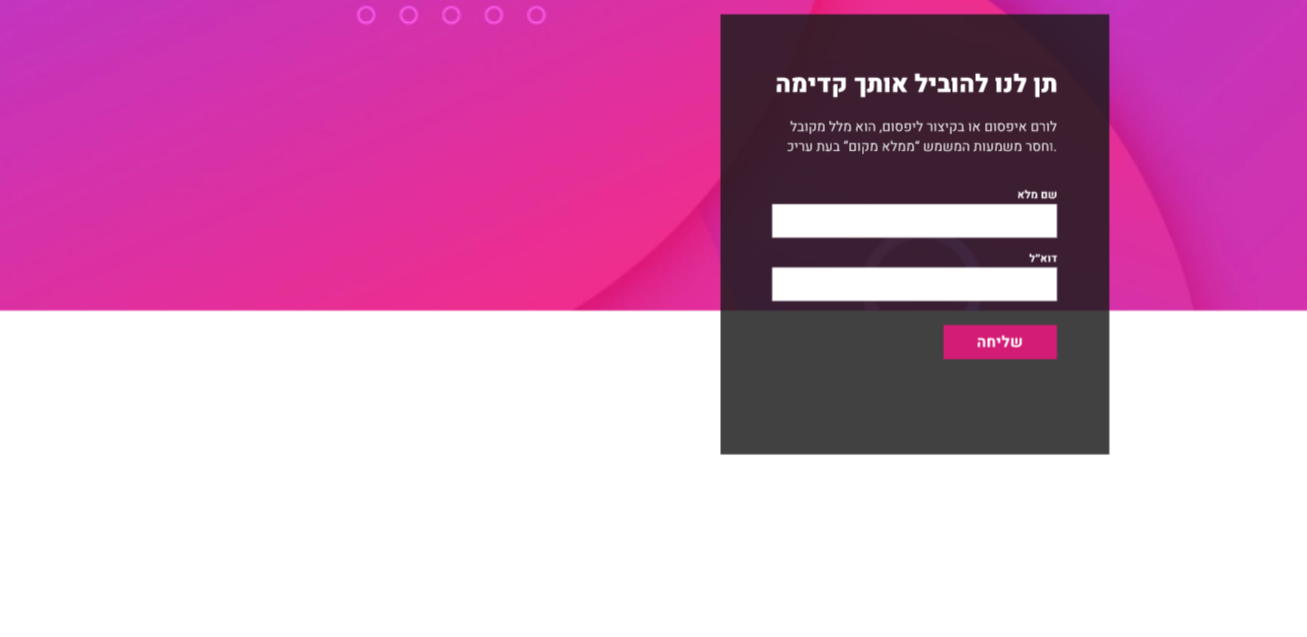 תן לנו להוביל אותך קדימה
לורם איפסום או בקיצור ליפסום, הוא מלל מקובל
וחסר משמעות המשמש “ממלא מקום“ בעת עריכ.
שם מלא
דוא״ל
שליחה